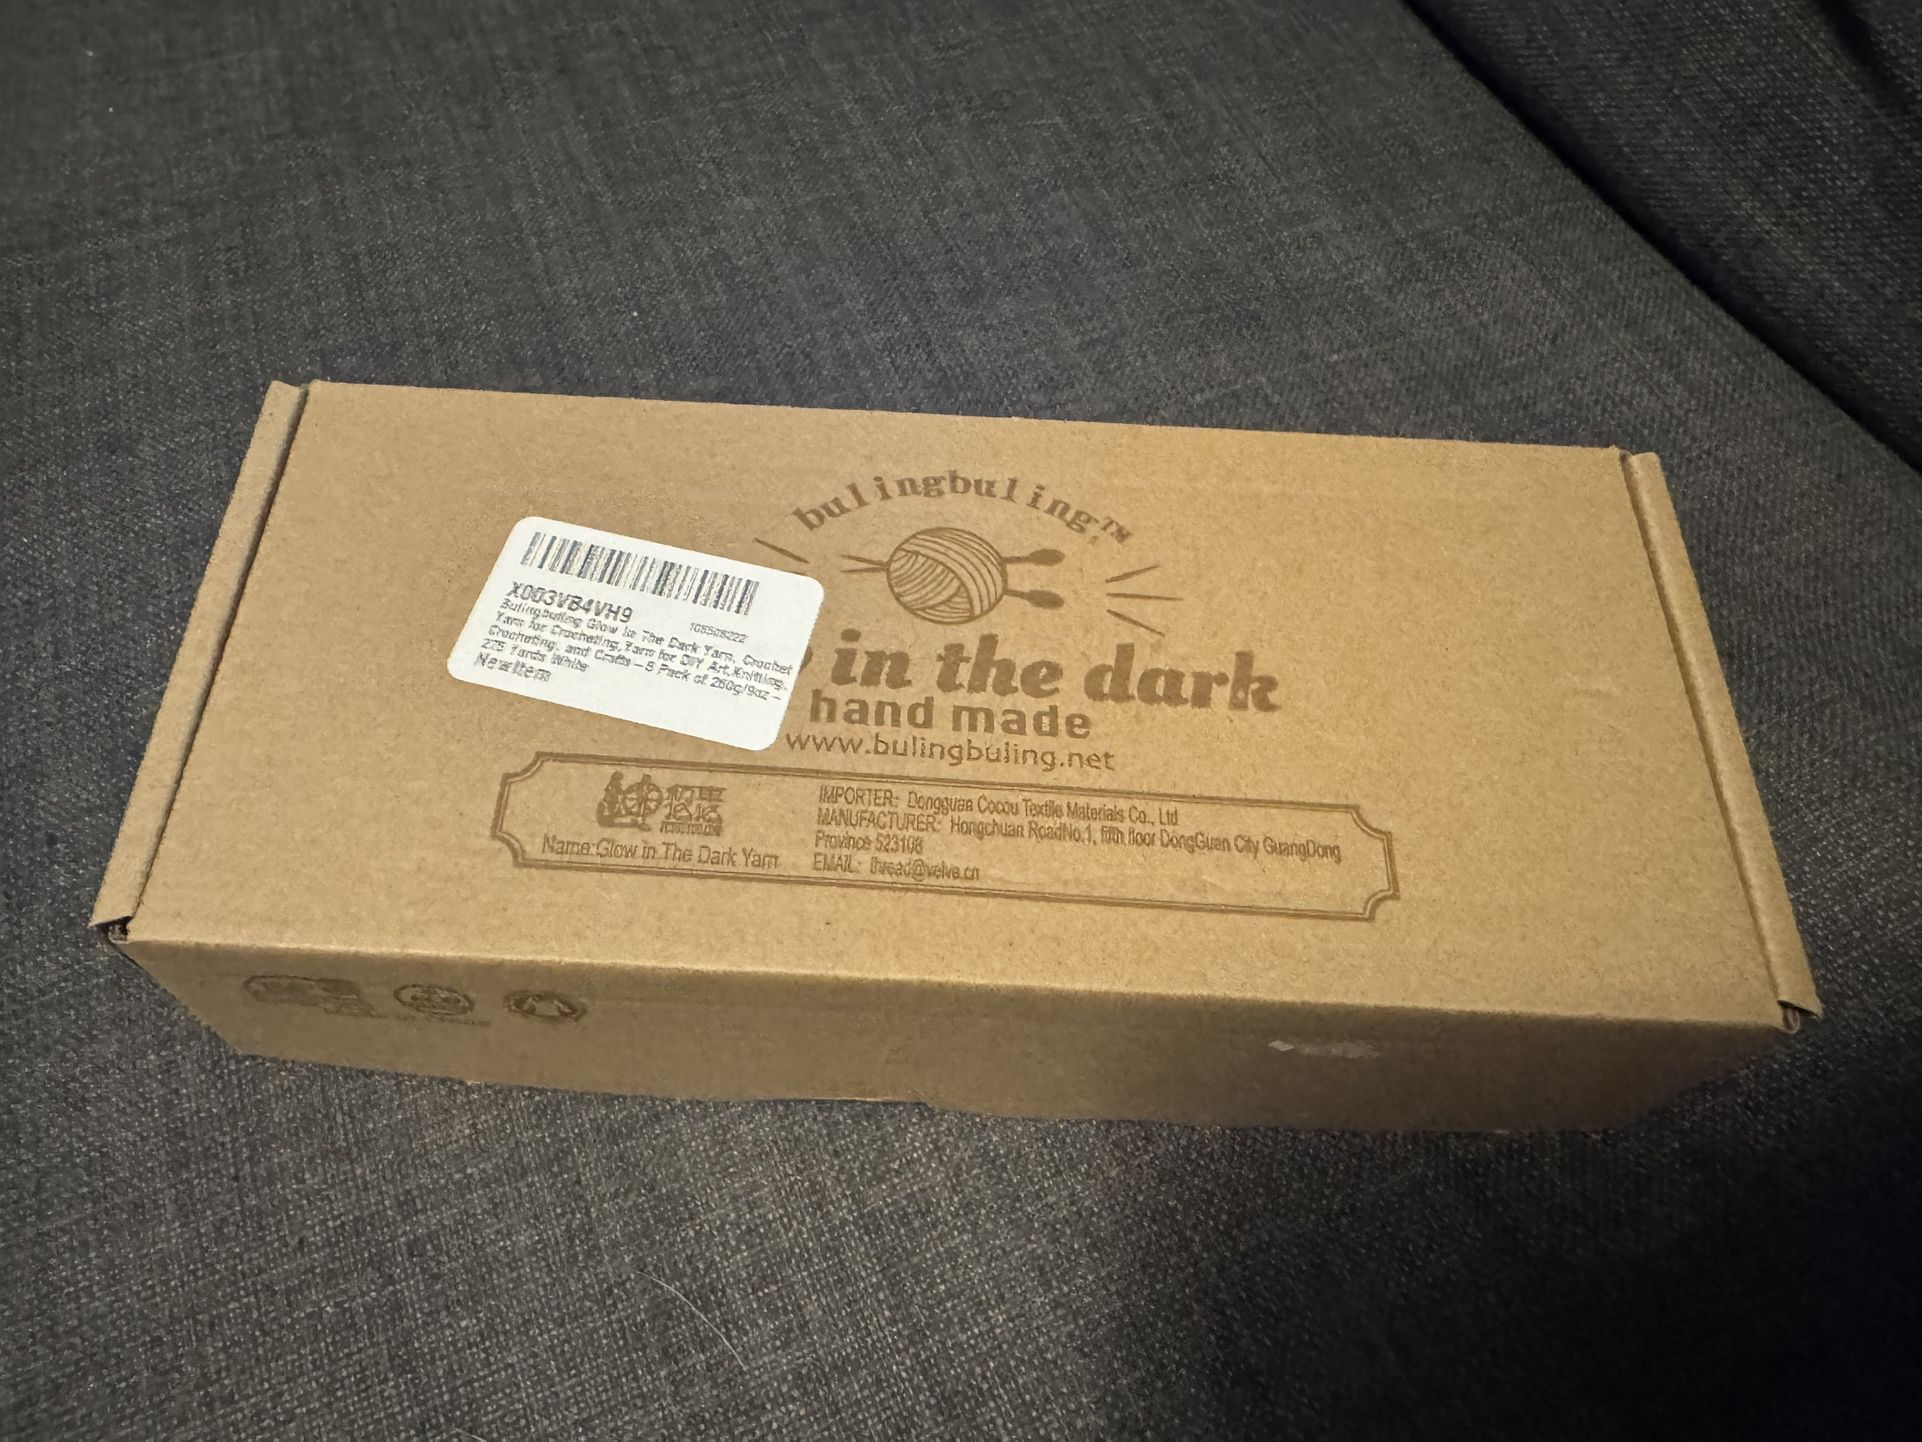 bulingbuling™
in the dark
hand made
www.bulingbuling.net
X003VB4VH9
Bulingbuling Glow In The Dark Yarn, Crochet
Yarn for Crocheting, Yarn for DIY Art, Knitting,
Crocheting, and Crafts – 5 Pack of 260g/9oz –
275 Yards White
New Item
Name:Glow in The Dark Yarn
IMPORTER: Dongguan Cocou Textile Materials Co., Ltd
MANUFACTURER: Hongchuan RoadNo.1, fifth floor DongGuan City GuangDong
Province 523108
EMAIL: thread@velve.cn